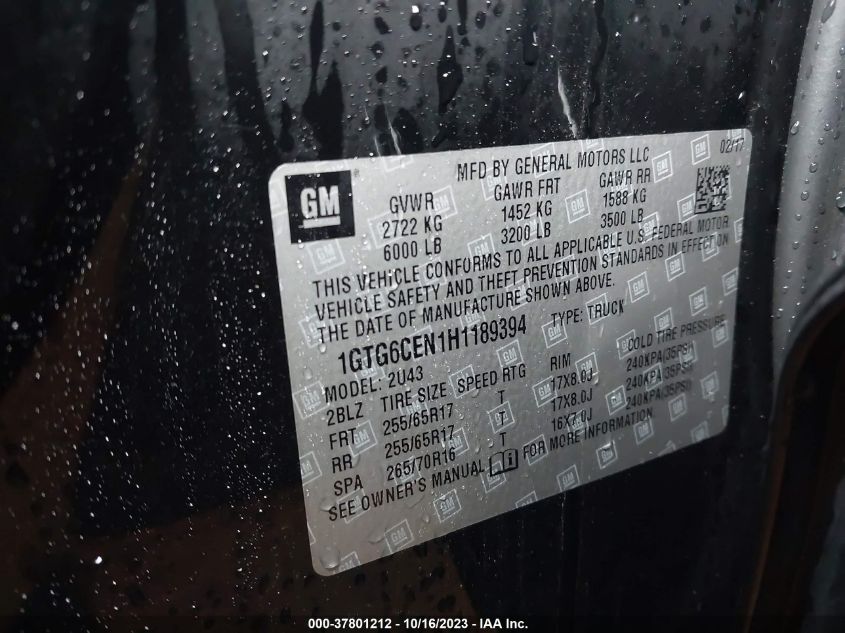 GM
MFD BY GENERAL MOTORS LLC
02/17
GVWR GAWR FRT GAWR RR
2722 KG 1452 KG 1588 KG
6000 LB 3200 LB 3500 LB
THIS VEHICLE CONFORMS TO ALL APPLICABLE U.S. FEDERAL MOTOR
VEHICLE SAFETY AND THEFT PREVENTION STANDARDS IN EFFECT ON
THE DATE OF MANUFACTURE SHOWN ABOVE.
1GTG6CEN1H1189394 TYPE: TRUCK
MODEL: 2U43
2BLZ TIRE SIZE SPEED RTG RIM COLD TIRE PRESSURE
FRT 255/65R17 T 17X8.0J 240KPA(35PSI)
RR 255/65R17 T 17X8.0J 240KPA(35PSI)
SPA 265/70R16 T 16X7.0J 240KPA(35PSI)
SEE OWNER'S MANUAL FOR MORE INFORMATION.
000-37801212 - 10/16/2023 - IAA Inc.